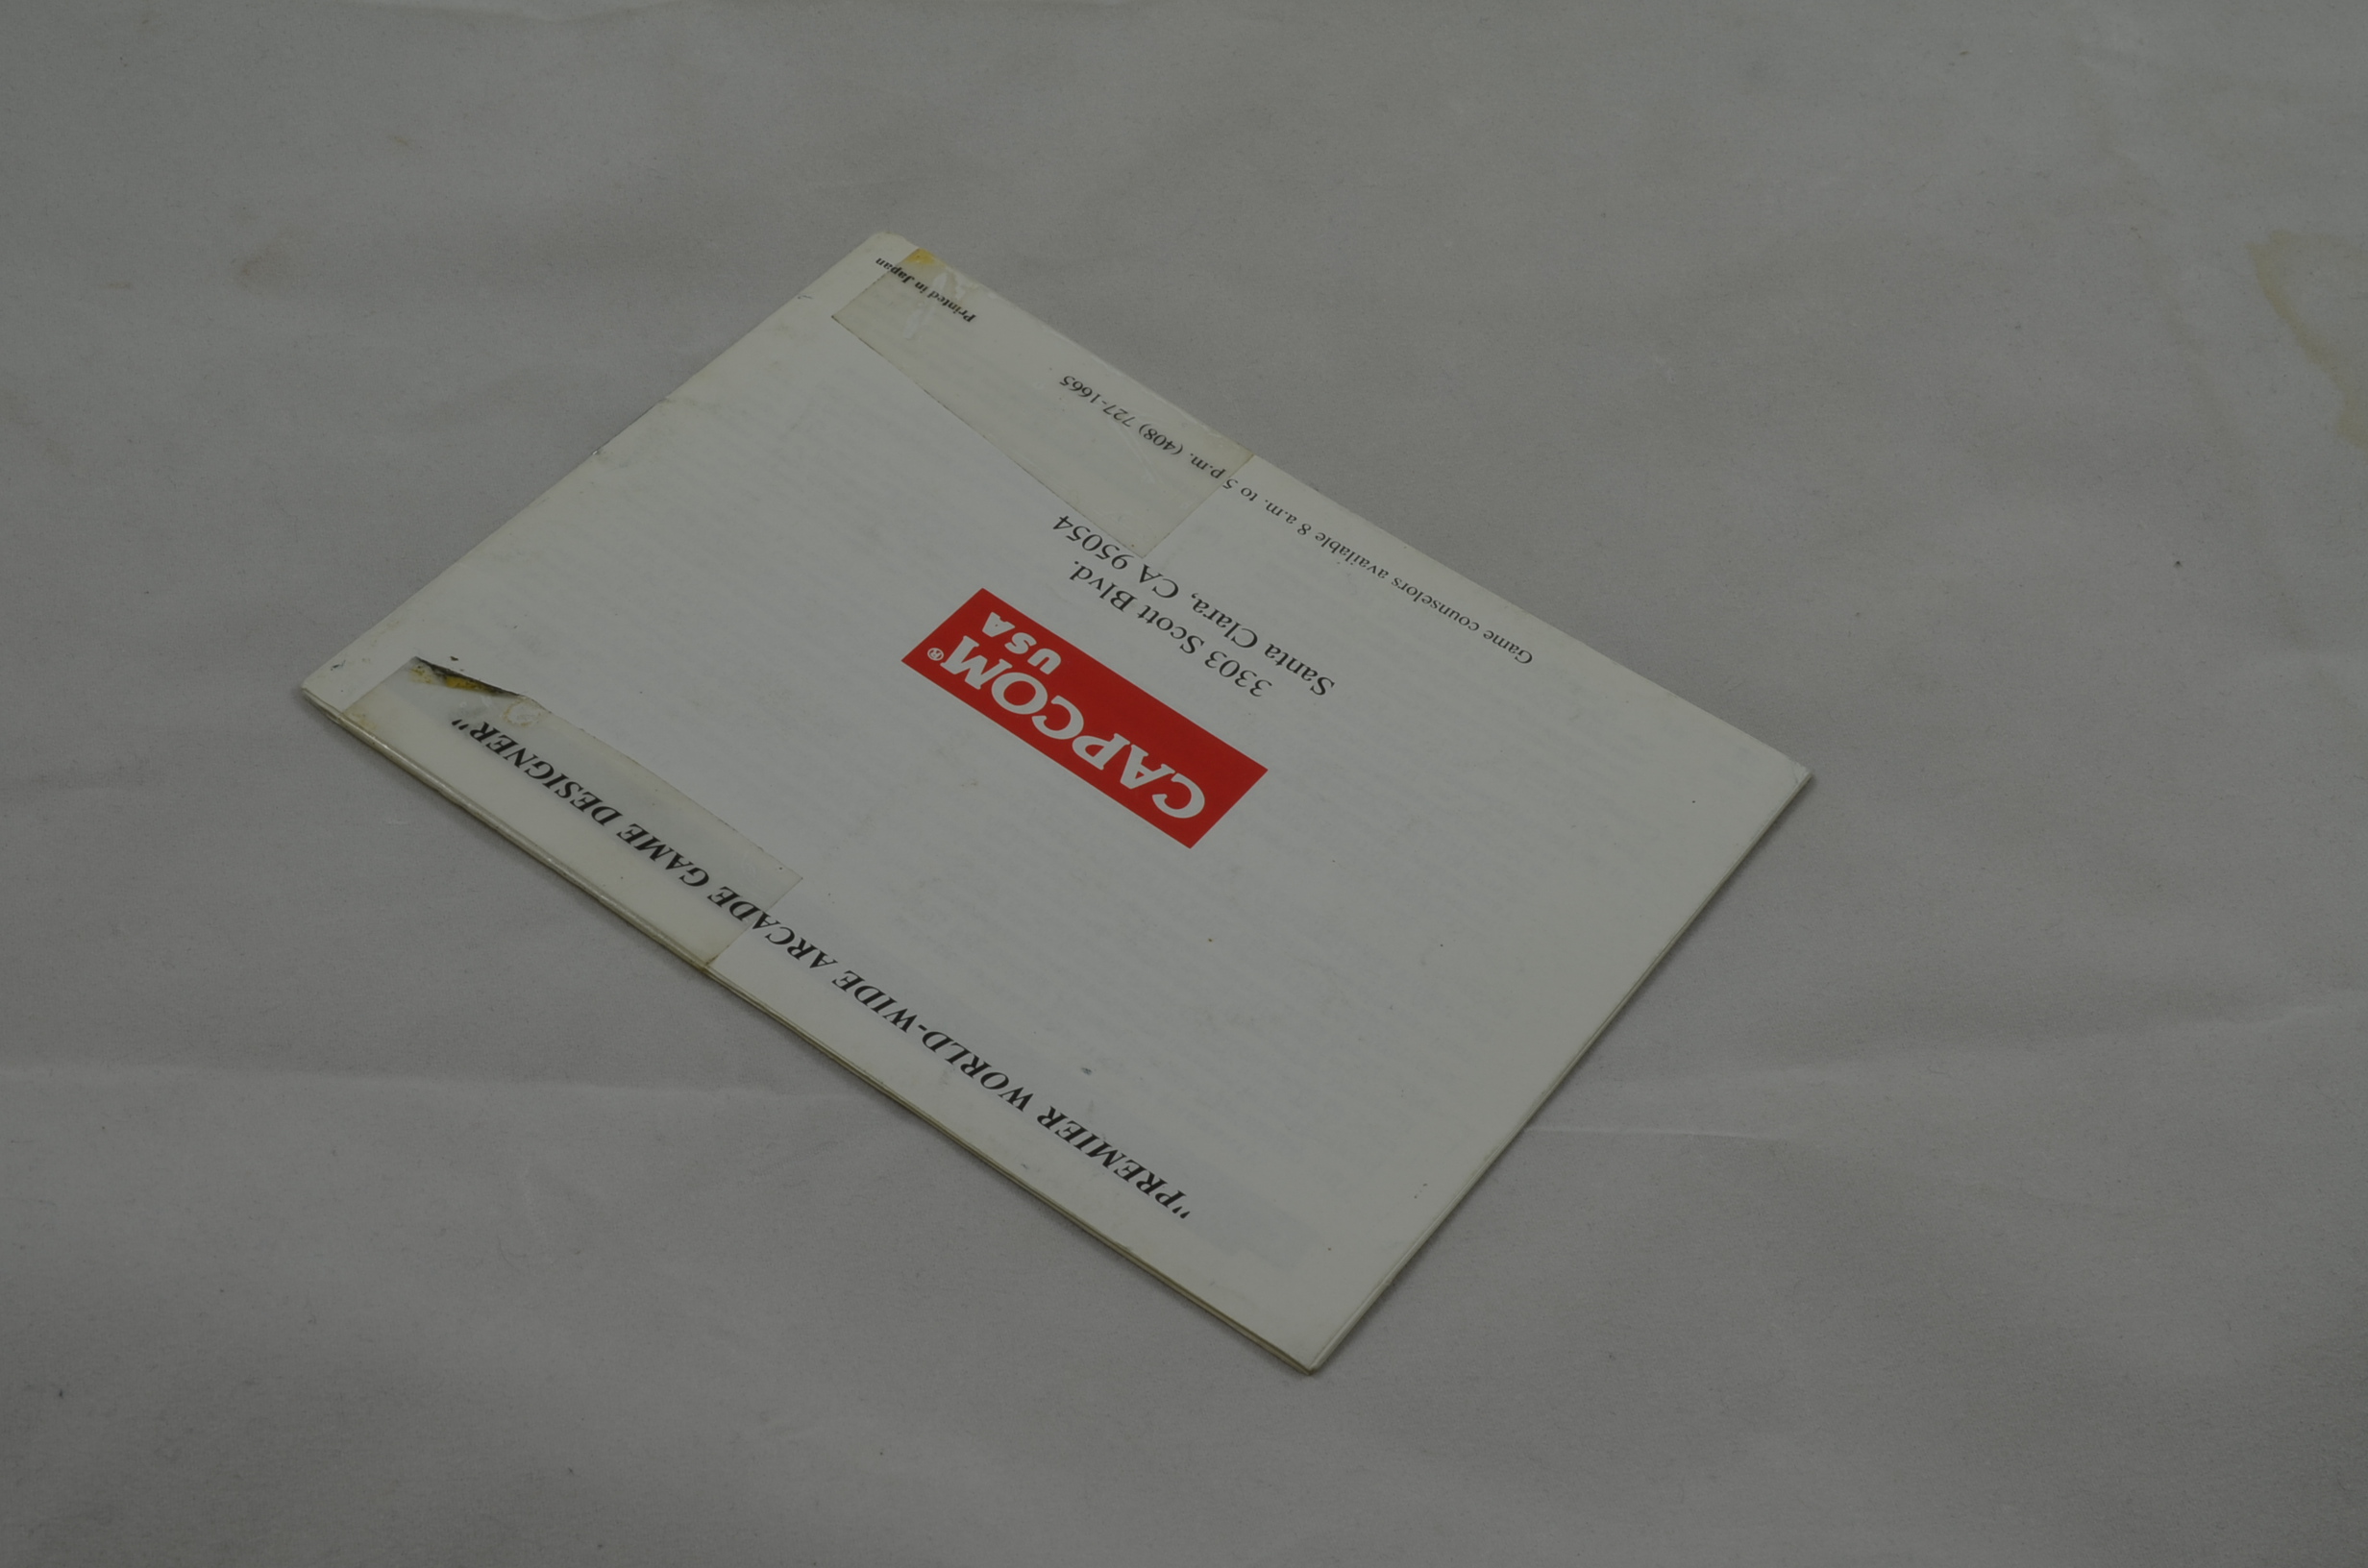 "PREMIER WORLD-WIDE ARCADE GAME DESIGNER"
CAPCOM®
USA
3303 Scott Blvd.
Santa Clara, CA 95054
Game counselors available 8 a.m. to 5 p.m. (408) 727-1665
Printed in Japan